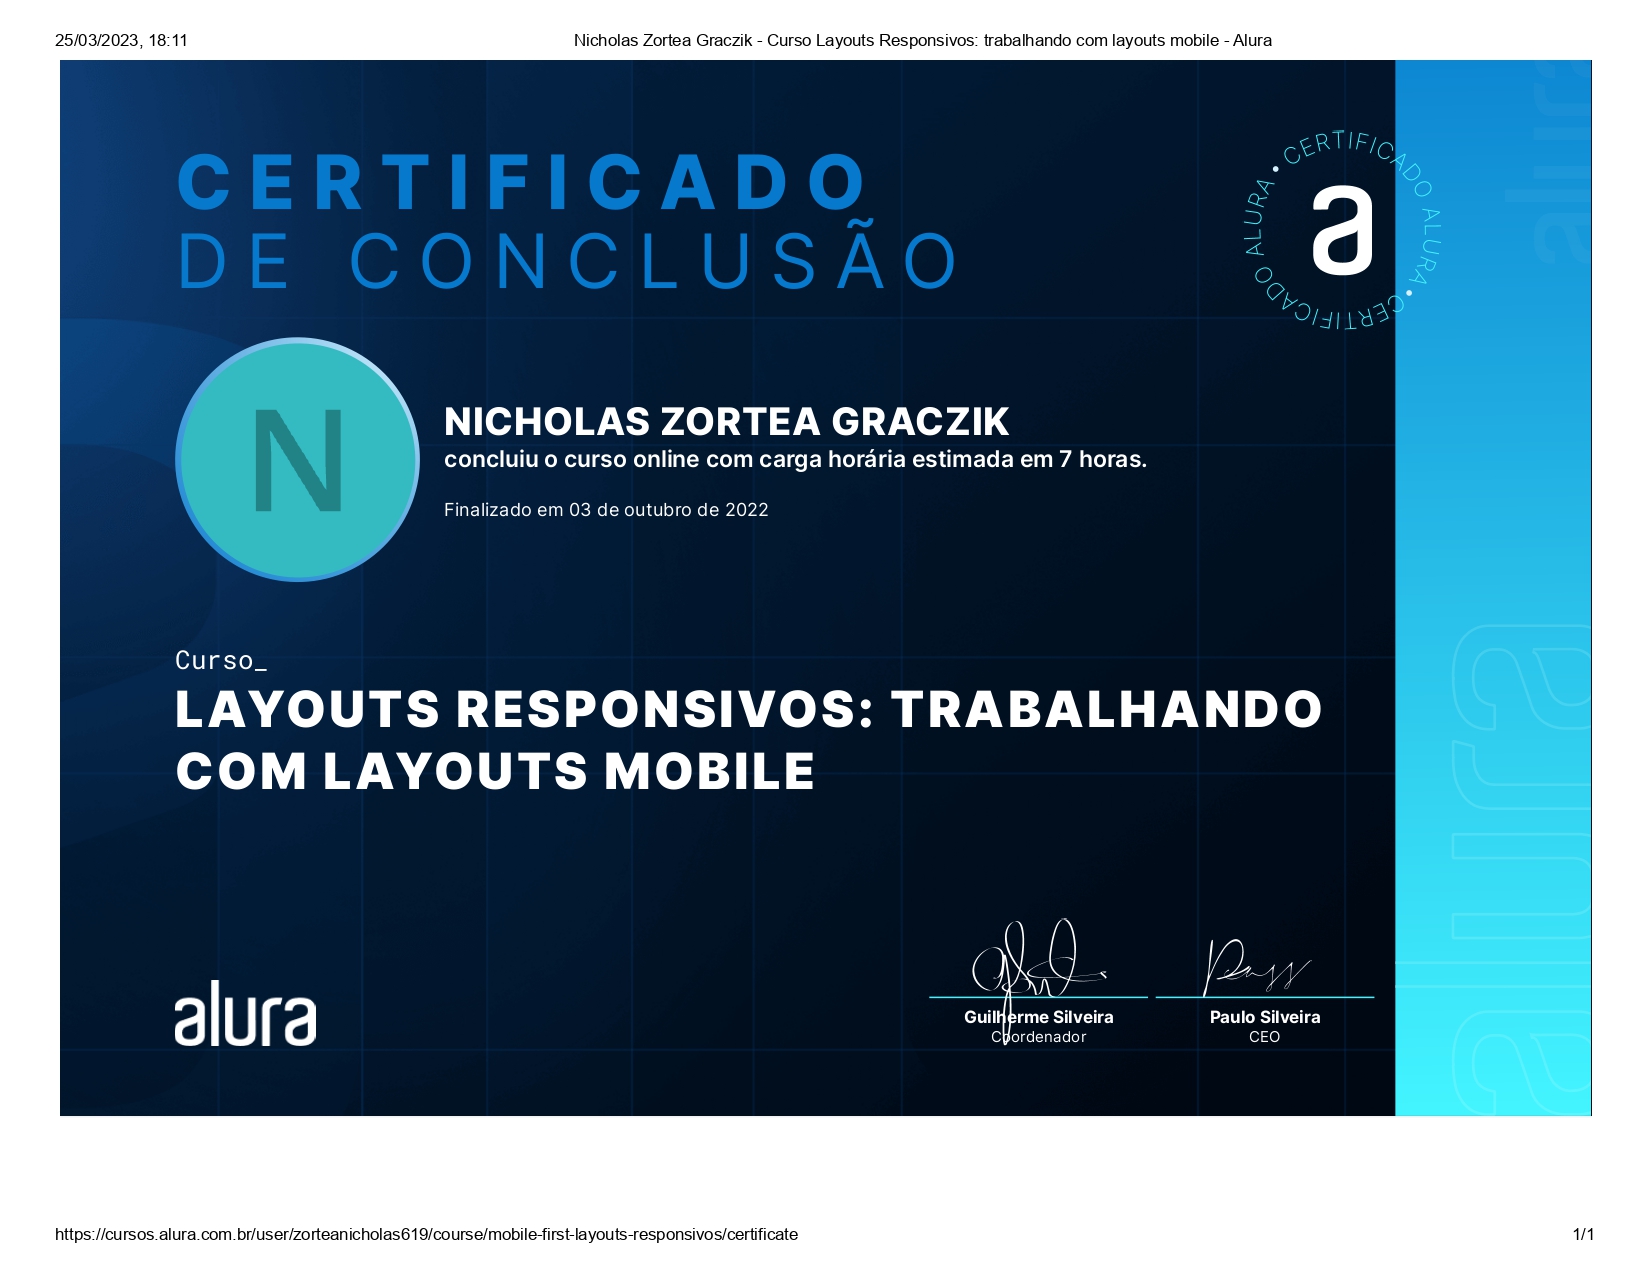 25/03/2023, 18:11
Nicholas Zortea Graczik - Curso Layouts Responsivos: trabalhando com layouts mobile - Alura
CERTIFICADO
DE CONCLUSÃO
CERTIFICADO ALURA • CERTIFICADO ALURA •
a
alura
N
NICHOLAS ZORTEA GRACZIK
concluiu o curso online com carga horária estimada em 7 horas.
Finalizado em 03 de outubro de 2022
Curso_
LAYOUTS RESPONSIVOS: TRABALHANDO
COM LAYOUTS MOBILE
alura
alura
Guilherme Silveira
Coordenador
Paulo Silveira
CEO
https://cursos.alura.com.br/user/zorteanicholas619/course/mobile-first-layouts-responsivos/certificate
1/1